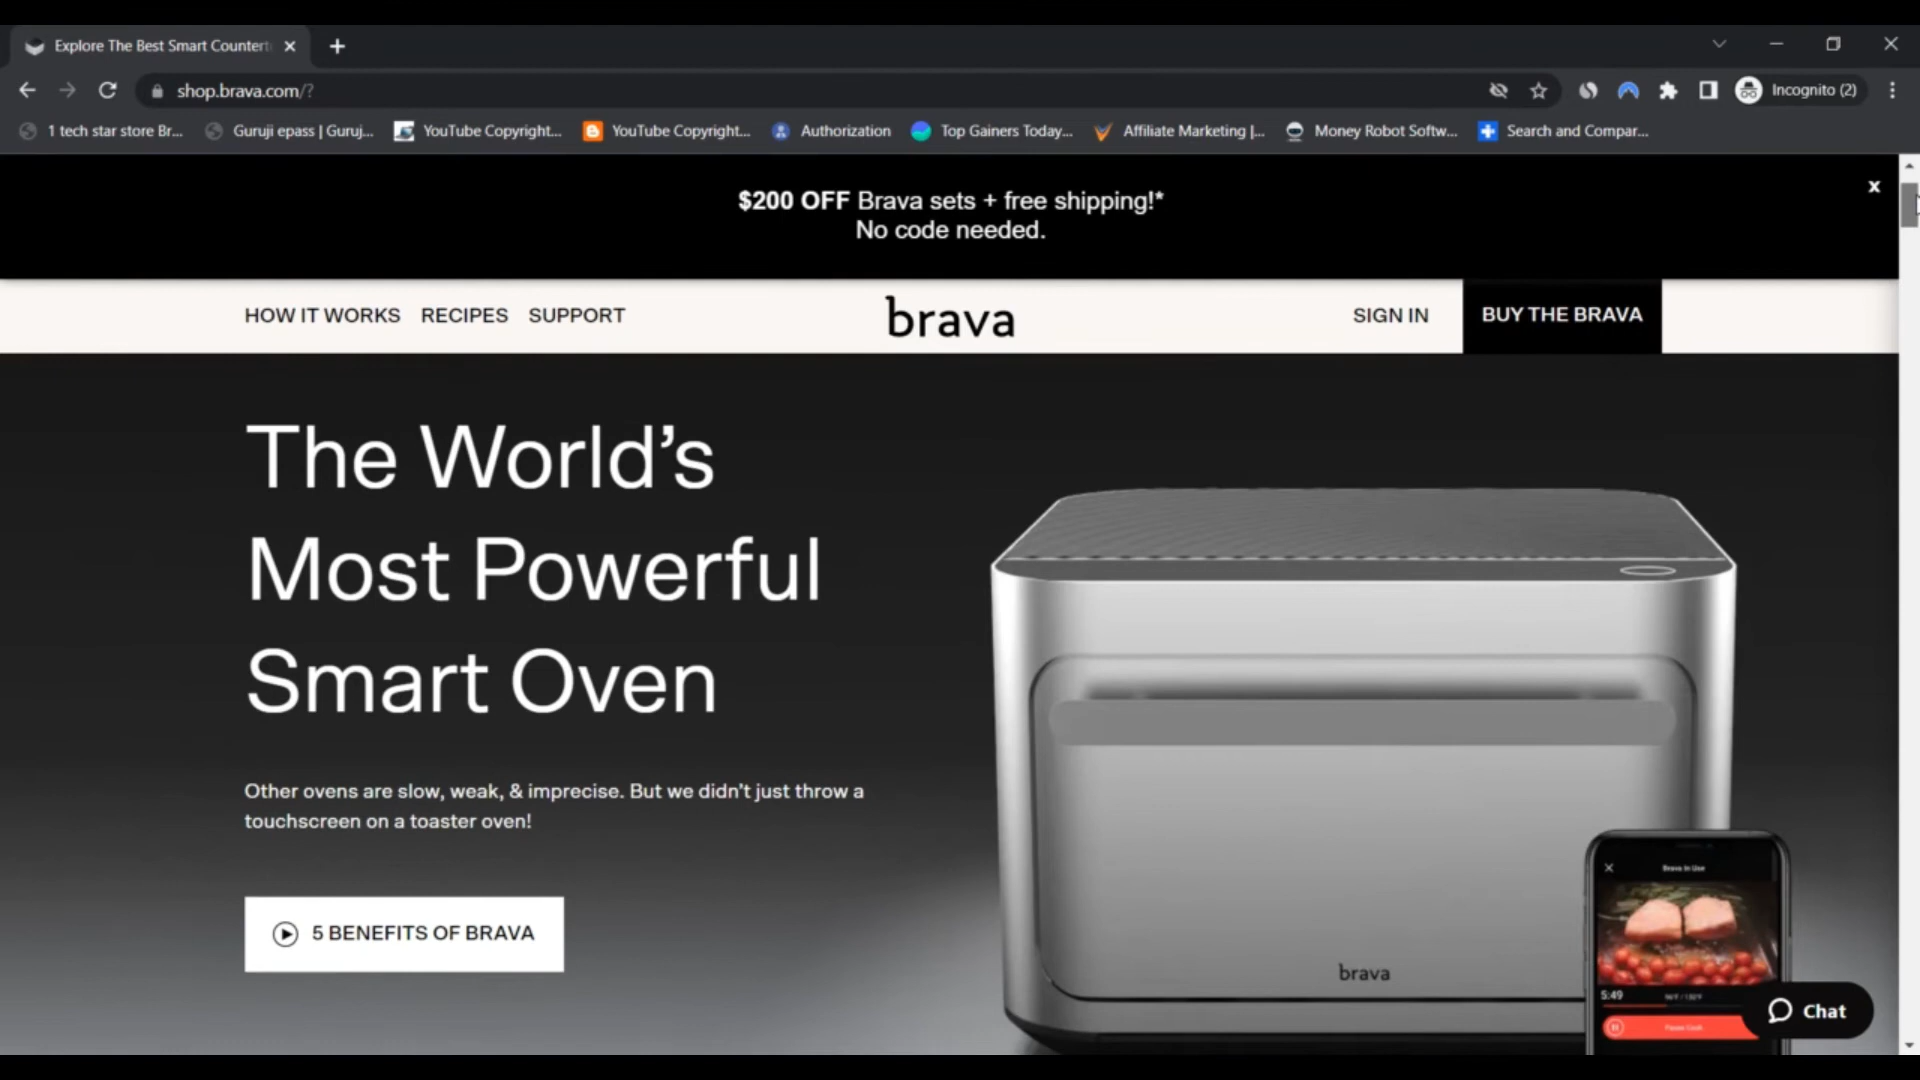 Explore The Best Smart Countert
shop.brava.com/?
Incognito (2)
1 tech star store Br...
Guruji epass | Guruj...
YouTube Copyright...
YouTube Copyright...
Authorization
Top Gainers Today...
Affiliate Marketing |...
Money Robot Softw...
Search and Compar...
$200 OFF Brava sets + free shipping!*
No code needed.
x
HOW IT WORKS
RECIPES
SUPPORT
brava
SIGN IN
BUY THE BRAVA
The World's
Most Powerful
Smart Oven
Other ovens are slow, weak, & imprecise. But we didn't just throw a
touchscreen on a toaster oven!
5 BENEFITS OF BRAVA
brava
Brava In Use
5:49
Pause Cook
Chat